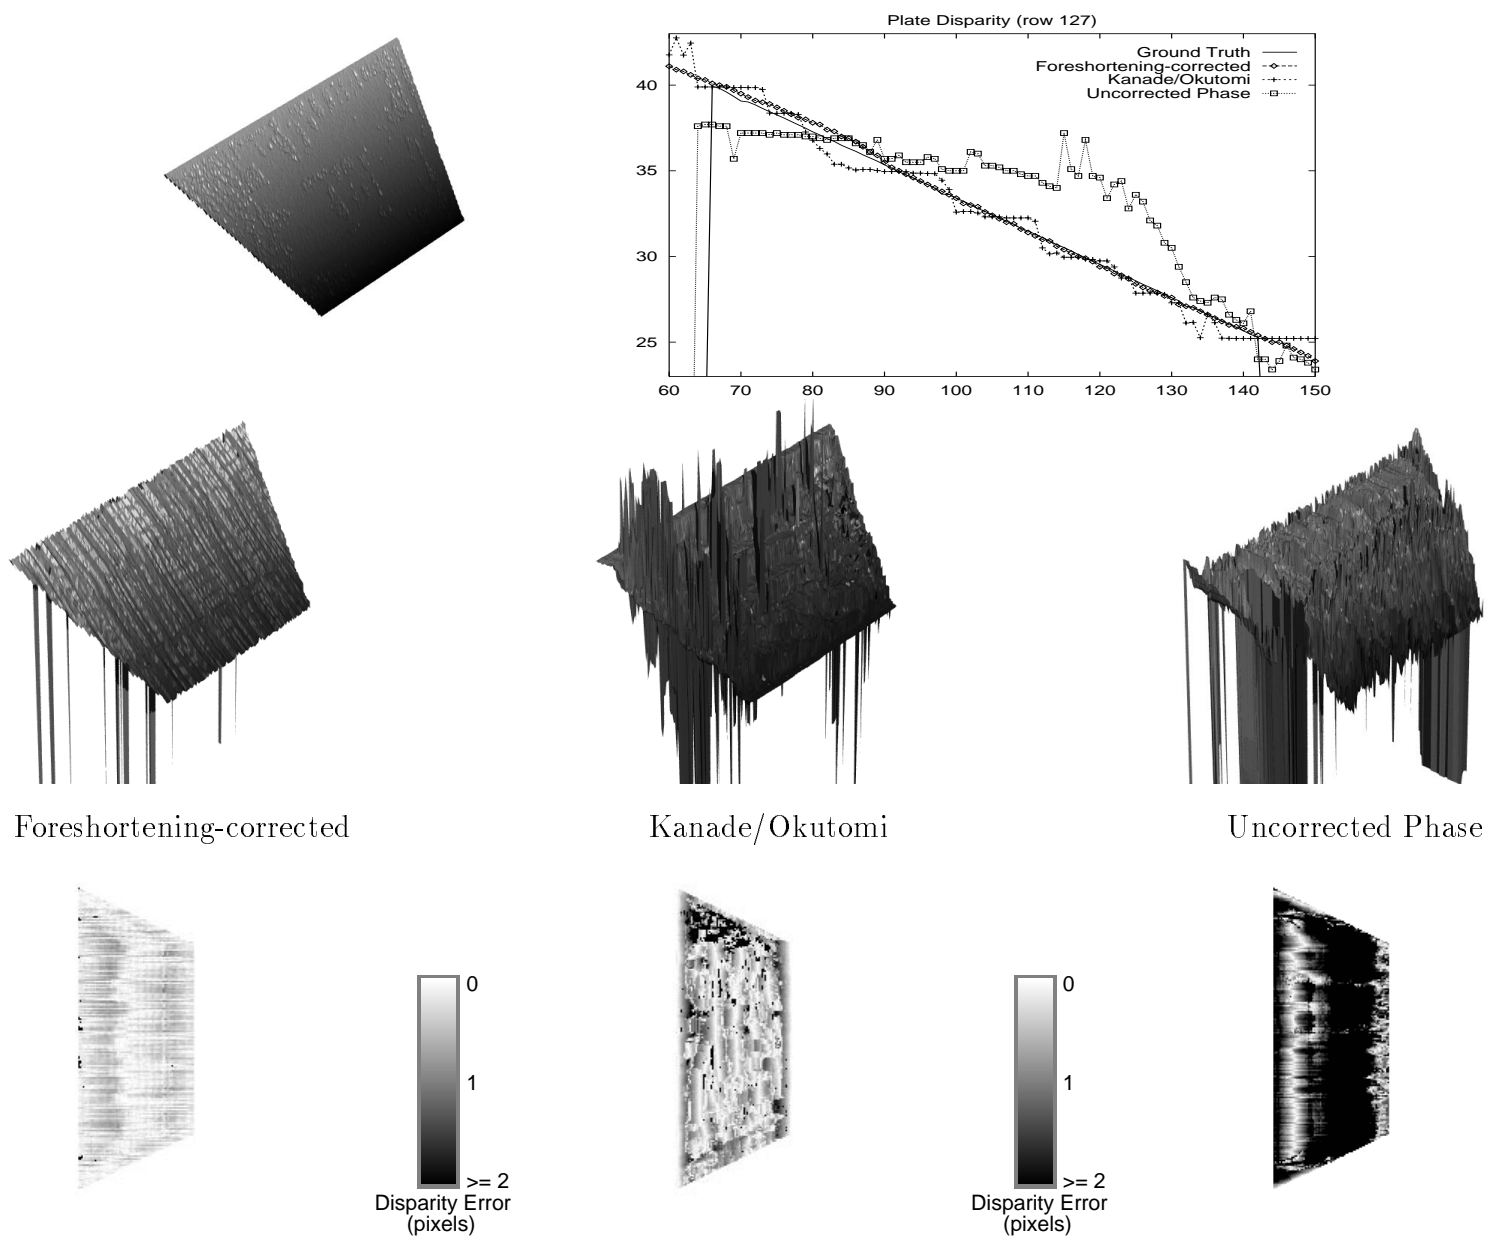 Plate Disparity (row 127)
Ground Truth
Foreshortening-corrected
Kanade/Okutomi
Uncorrected Phase
40
35
30
25
60 70 80 90 100 110 120 130 140 150
Foreshortening-corrected Kanade/Okutomi Uncorrected Phase
0 0
1 1
>= 2 >= 2
Disparity Error Disparity Error
(pixels) (pixels)